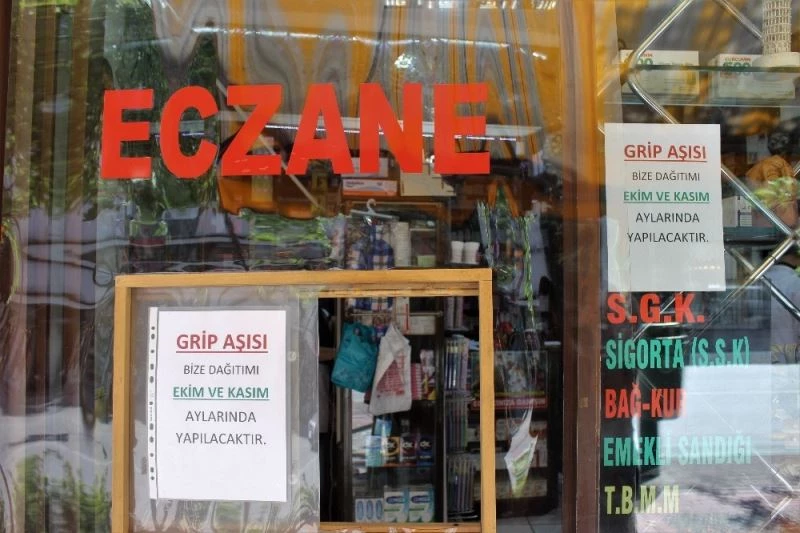 ECZANE
GRİP AŞISI
BİZE DAĞITIMI
EKİM VE KASIM
AYLARINDA
YAPILACAKTIR.
GRİP AŞISI
BİZE DAĞITIMI
EKİM VE KASIM
AYLARINDA
YAPILACAKTIR.
S.G.K.
SİGORTA (S.S.K)
BAĞ-KUR
EMEKLİ SANDIĞI
T.B.M.M